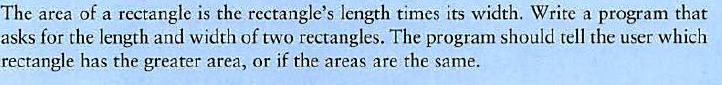 The area of a rectangle is the rectangle's length times its width. Write a program that
asks for the length and width of two rectangles. The program should tell the user which
rectangle has the greater area, or if the areas are the same.